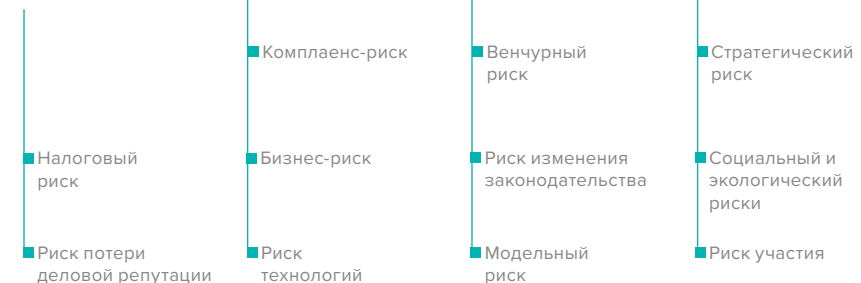 Комплаенс-риск
Венчурный
риск
Стратегический
риск
Налоговый
риск
Бизнес-риск
Риск изменения
законодательства
Социальный и
экологический
риски
Риск потери
деловой репутации
Риск
технологий
Модельный
риск
Риск участия